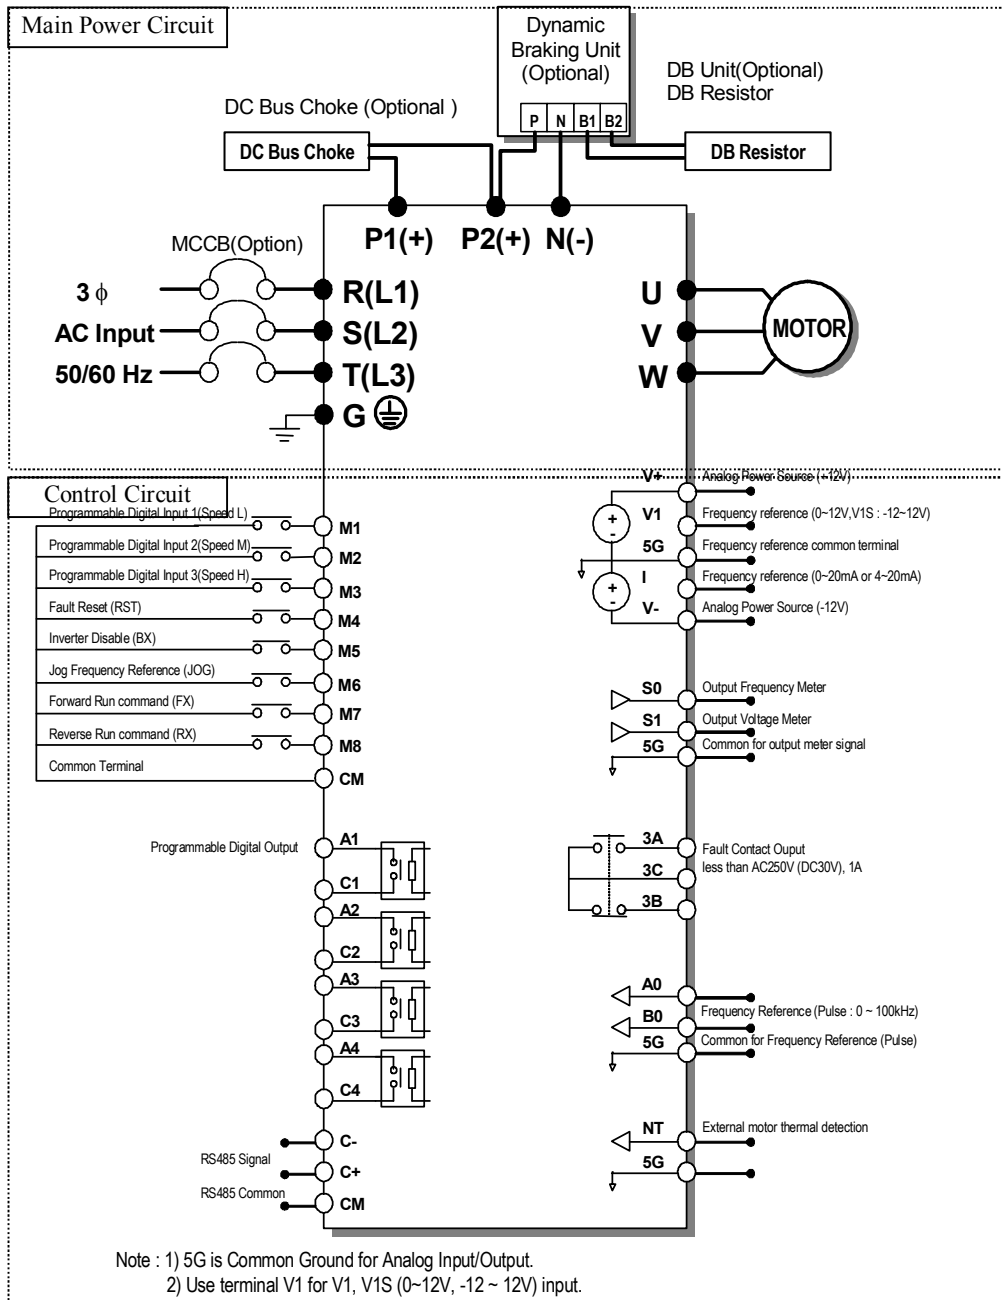 Main Power Circuit
Dynamic
Braking Unit
(Optional)
P N B1 B2
DB Unit(Optional)
DB Resistor
DC Bus Choke (Optional )
DC Bus Choke
DB Resistor
P1(+) P2(+) N(-)
MCCB(Option)
3 ϕ
AC Input
50/60 Hz
R(L1)
S(L2)
T(L3)
G
U
V
W
MOTOR
Control Circuit
Programmable Digital Input 1(Speed L)
M1
Programmable Digital Input 2(Speed M)
M2
Programmable Digital Input 3(Speed H)
M3
Fault Reset (RST)
M4
Inverter Disable (BX)
M5
Jog Frequency Reference (JOG)
M6
Forward Run command (FX)
M7
Reverse Run command (RX)
M8
Common Terminal
CM
Programmable Digital Output
A1
C1
A2
C2
A3
C3
A4
C4
C-
RS485 Signal
C+
RS485 Common
CM
V+ Analog Power Source (+12V)
+
-
V1 Frequency reference (0~12V,V1S : -12~12V)
5G Frequency reference common terminal
+
-
I Frequency reference (0~20mA or 4~20mA)
V- Analog Power Source (-12V)
S0 Output Frequency Meter
S1 Output Voltage Meter
5G Common for output meter signal
3A
Fault Contact Ouput
less than AC250V (DC30V), 1A
3C
3B
A0
Frequency Reference (Pulse : 0 ~ 100kHz)
B0
5G Common for Frequency Reference (Pulse)
NT External motor thermal detection
5G
Note : 1) 5G is Common Ground for Analog Input/Output.
2) Use terminal V1 for V1, V1S (0~12V, -12 ~ 12V) input.